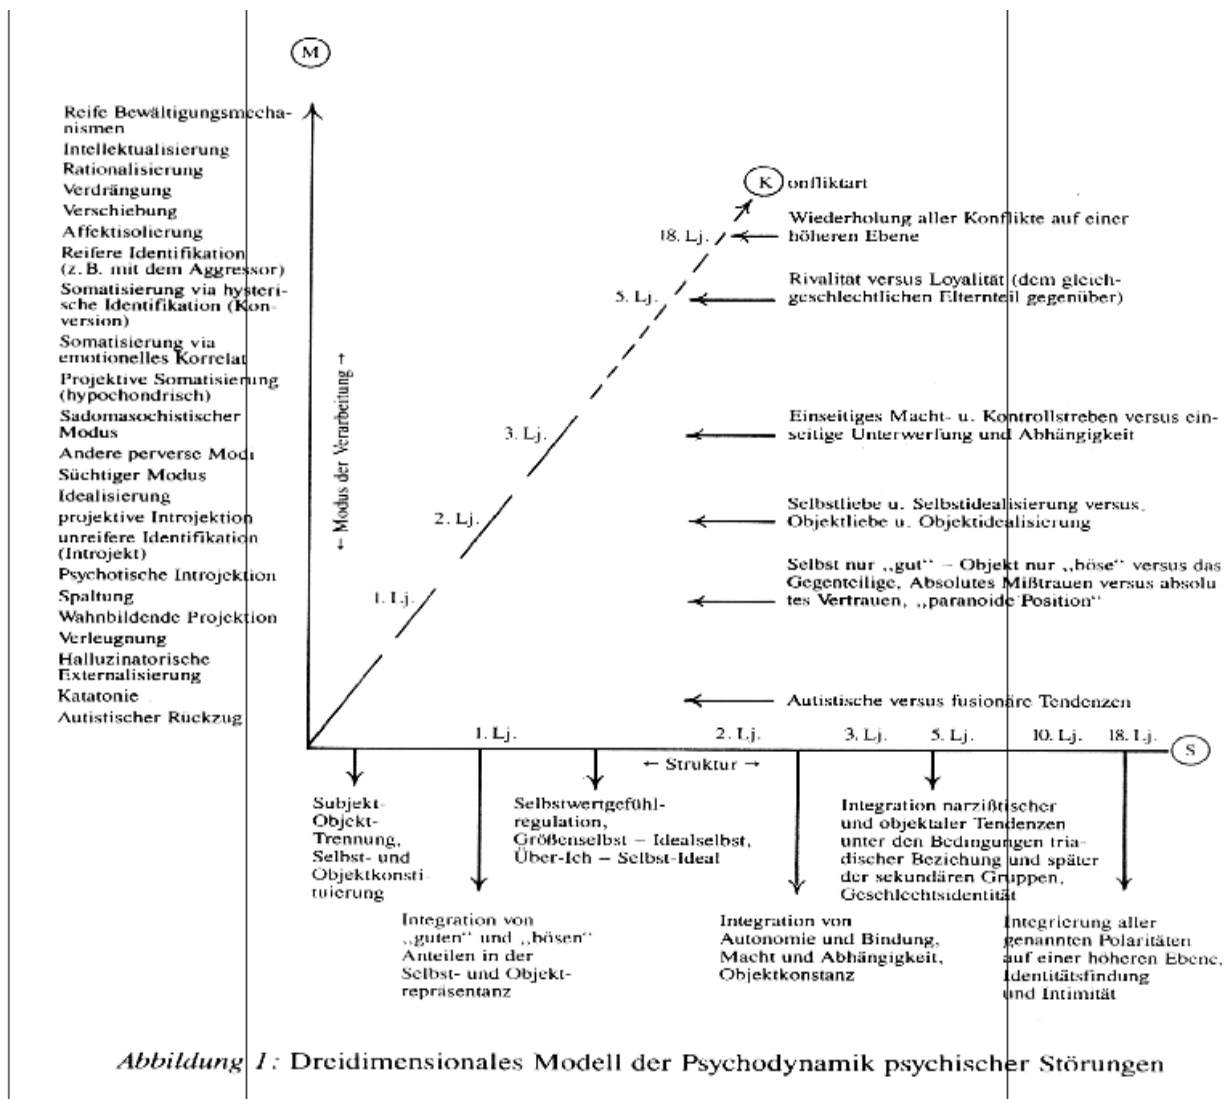 M
Reife Bewältigungsmecha-
nismen
Intellektualisierung
Rationalisierung
Verdrängung
Verschiebung
Affektisolierung
Reifere Identifikation
(z. B. mit dem Aggressor)
Somatisierung via hysteri-
sche Identifikation (Kon-
version)
Somatisierung via
emotionelles Korrelat
Projektive Somatisierung
(hypochondrisch)
Sadomasochistischer
Modus
Andere perverse Modi
Süchtiger Modus
Idealisierung
projektive Introjektion
unreifere Identifikation
(Introjekt)
Psychotische Introjektion
Spaltung
Wahnbildende Projektion
Verleugnung
Halluzinatorische
Externalisierung
Katatonie
Autistischer Rückzug
← Modus der Verarbeitung →
K onfliktart
18. Lj.
Wiederholung aller Konflikte auf einer
höheren Ebene
5. Lj.
Rivalität versus Loyalität (dem gleich-
geschlechtlichen Elternteil gegenüber)
3. Lj.
Einseitiges Macht- u. Kontrollstreben versus ein-
seitige Unterwerfung und Abhängigkeit
2. Lj.
Selbstliebe u. Selbstidealisierung versus,
Objektliebe u. Objektidealisierung
1. Lj.
Selbst nur „gut“ – Objekt nur „böse“ versus das
Gegenteilige, Absolutes Mißtrauen versus absolu
tes Vertrauen, „paranoide Position“
Autistische versus fusionäre Tendenzen
1. Lj. 2. Lj. 3. Lj. 5. Lj. 10. Lj. 18. Lj.
S
← Struktur →
Subjekt-
Objekt-
Trennung,
Selbst- und
Objektkonsti-
tuierung
Integration von
„guten“ und „bösen“
Anteilen in der
Selbst- und Objekt-
repräsentanz
Selbstwertgefühl-
regulation,
Größenselbst – Idealselbst,
Über-Ich – Selbst-Ideal
Integration von
Autonomie und Bindung,
Macht und Abhängigkeit,
Objektkonstanz
Integration narzißtischer
und objektaler Tendenzen
unter den Bedingungen tria-
discher Beziehung und später
der sekundären Gruppen,
Geschlechtsidentität
Integrierung aller
genannten Polaritäten
auf einer höheren Ebene,
Identitätsfindung
und Intimität
Abbildung 1: Dreidimensionales Modell der Psychodynamik psychischer Störungen